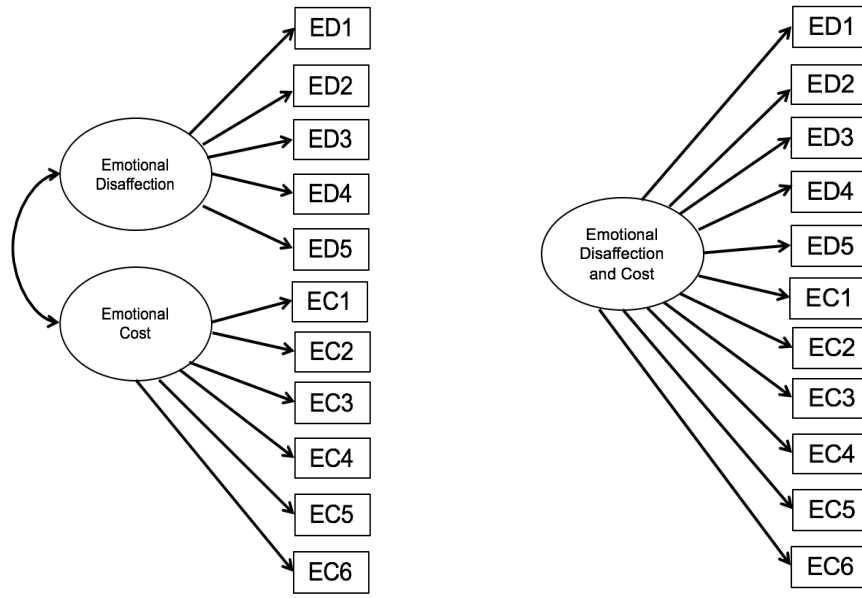 ED1
ED2
ED3
ED4
ED5
EC1
EC2
EC3
EC4
EC5
EC6
Emotional
Disaffection
Emotional
Cost
ED1
ED2
ED3
ED4
ED5
EC1
EC2
EC3
EC4
EC5
EC6
Emotional
Disaffection
and Cost